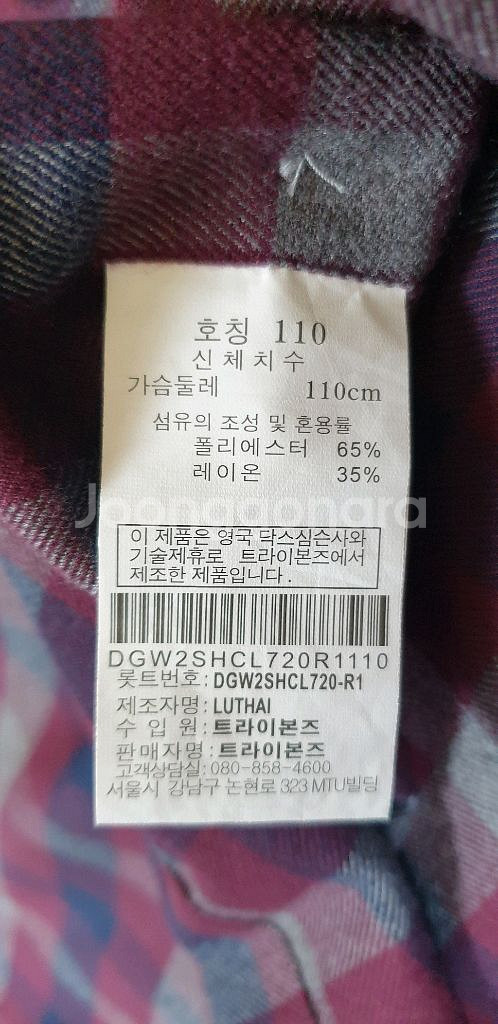 호칭 110
신체치수
가슴둘레 110cm
섬유의 조성 및 혼용률
폴리에스터 65%
레이온 35%
Joonggonara
이 제품은 영국 닥스심슨사와
기술제휴로 트라이본즈에서
제조한 제품입니다.
DGW2SHCL720R1110
롯트번호: DGW2SHCL720-R1
제조자명: LUTHAI
수 입 원: 트라이본즈
판매자명: 트라이본즈
고객상담실: 080-858-4600
서울시 강남구 논현로 323 MTU빌딩